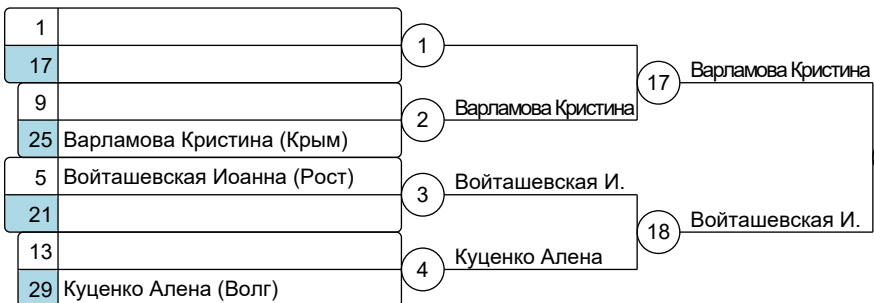 1
17
1
9
25 Варламова Кристина (Крым)
2
Варламова Кристина
17
Варламова Кристина
5 Войташевская Иоанна (Рост)
21
3
Войташевская И.
13
29 Куценко Алена (Волг)
4
Куценко Алена
18
Войташевская И.